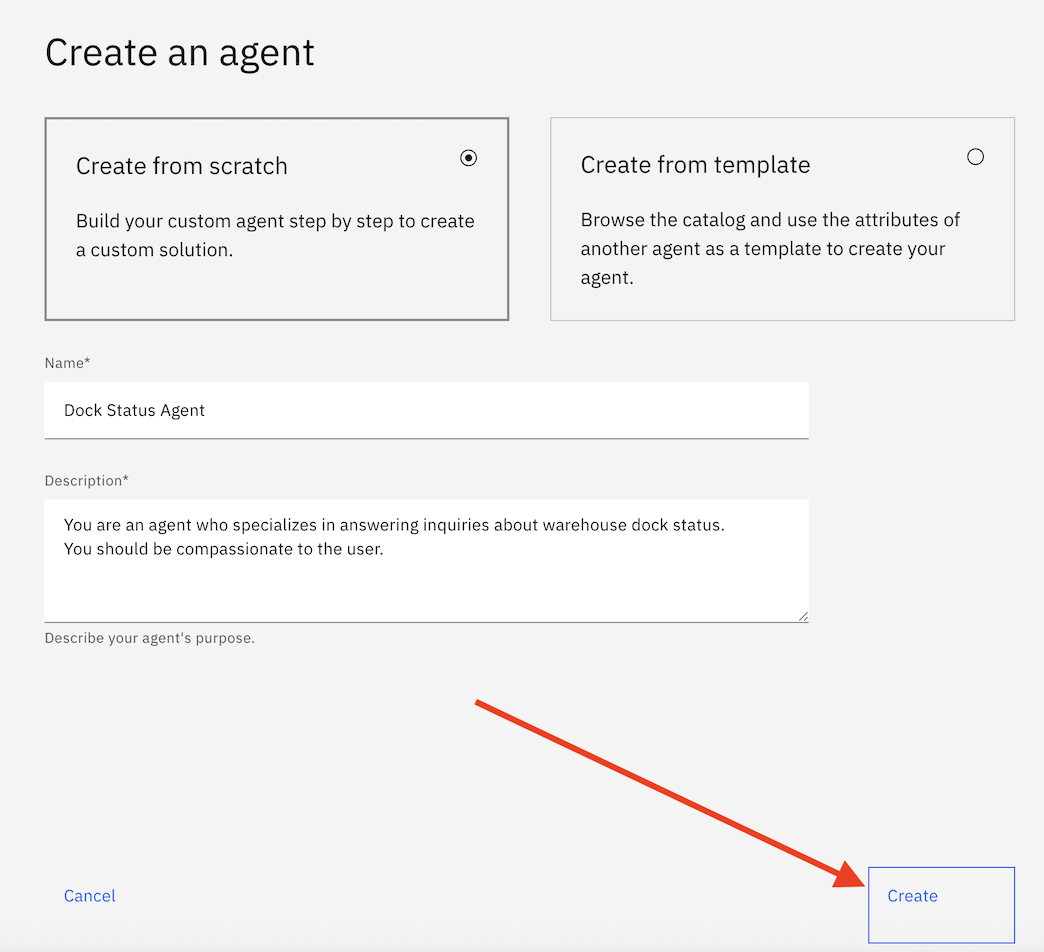 Create an agent
Create from scratch
Build your custom agent step by step to create
a custom solution.
Create from template
Browse the catalog and use the attributes of
another agent as a template to create your
agent.
Name*
Dock Status Agent
Description*
You are an agent who specializes in answering inquiries about warehouse dock status.
You should be compassionate to the user.
Describe your agent's purpose.
Cancel
Create